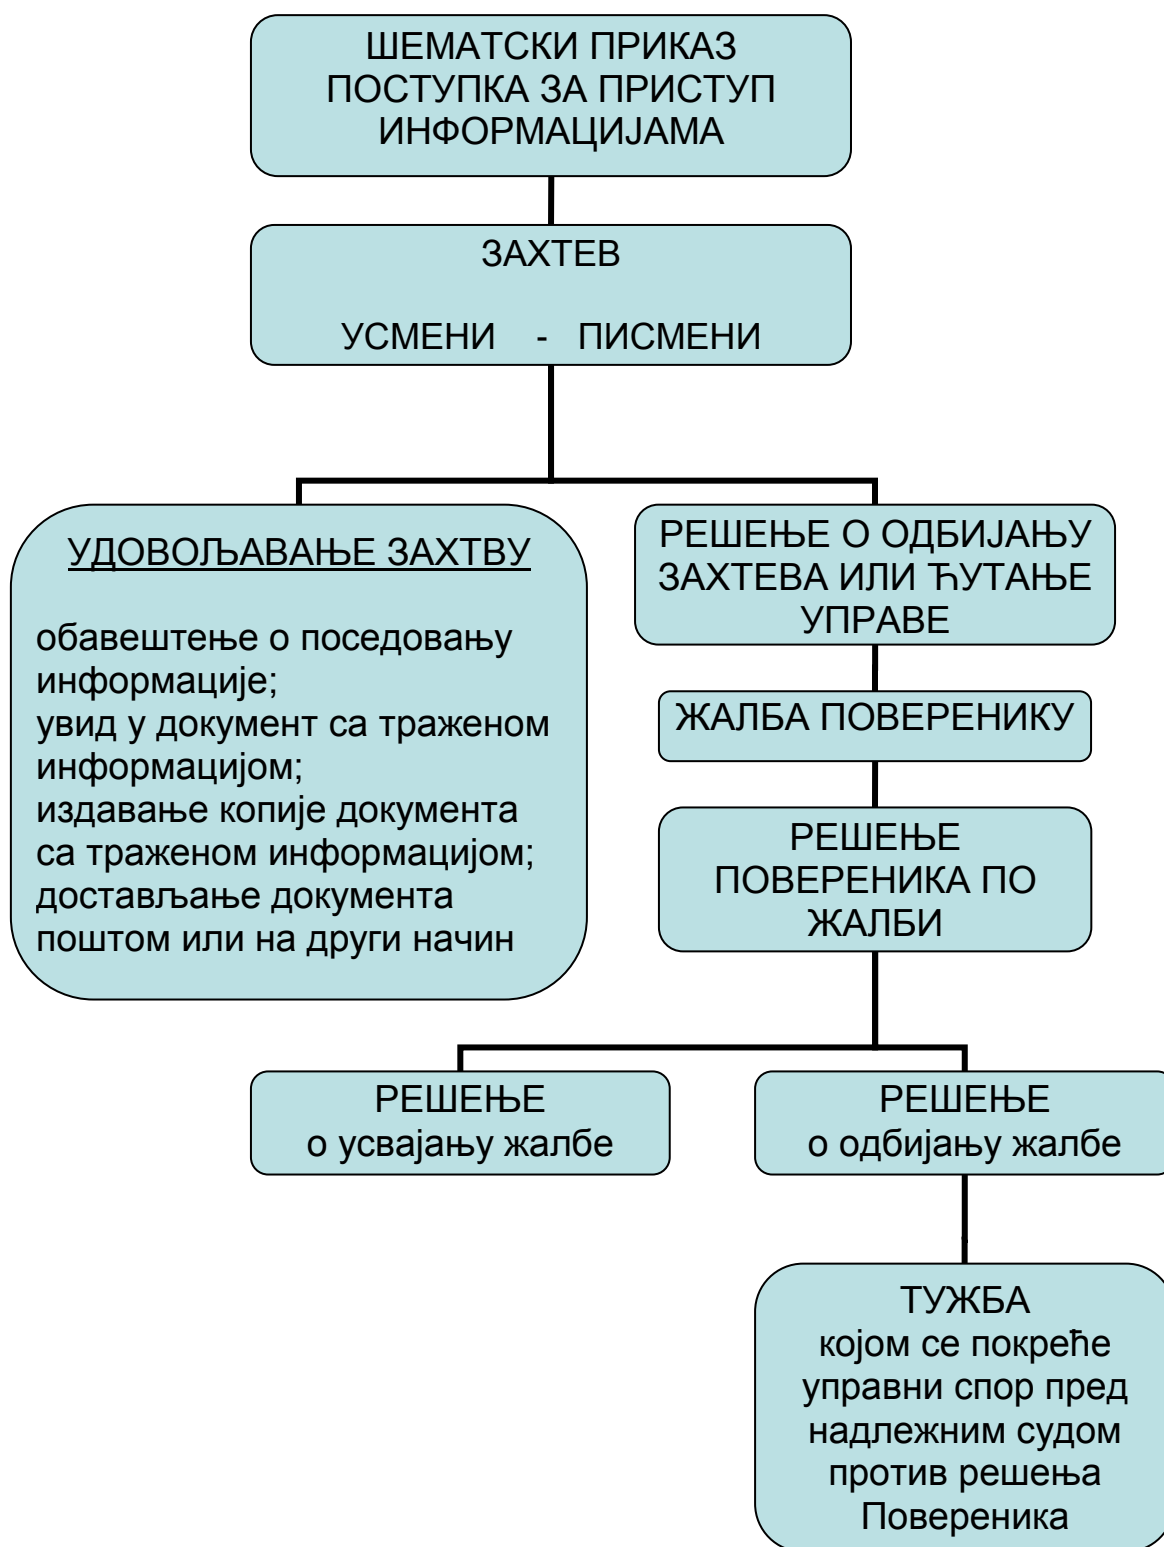 ШЕМАТСКИ ПРИКАЗ
ПОСТУПКА ЗА ПРИСТУП
ИНФОРМАЦИЈАМА
ЗАХТЕВ
УСМЕНИ - ПИСМЕНИ
УДОВОЉАВАЊЕ ЗАХТВУ
обавештење о поседовању
информације;
увид у документ са траженом
информацијом;
издавање копије документа
са траженом информацијом;
достављање документа
поштом или на други начин
РЕШЕЊЕ О ОДБИЈАЊУ
ЗАХТЕВА ИЛИ ЋУТАЊЕ
УПРАВЕ
ЖАЛБА ПОВЕРЕНИКУ
РЕШЕЊЕ
ПОВЕРЕНИКА ПО
ЖАЛБИ
РЕШЕЊЕ
о усвајању жалбе
РЕШЕЊЕ
о одбијању жалбе
ТУЖБА
којом се покреће
управни спор пред
надлежним судом
против решења
Повереника